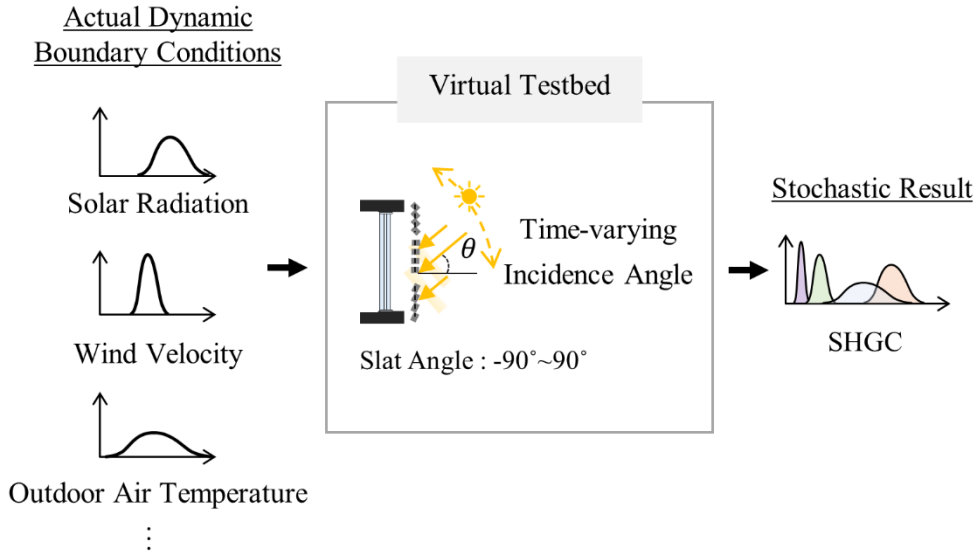 Actual Dynamic
Boundary Conditions
Solar Radiation
Wind Velocity
Outdoor Air Temperature
⋮
Virtual Testbed
θ
Time-varying
Incidence Angle
Slat Angle : -90˚~90˚
Stochastic Result
SHGC